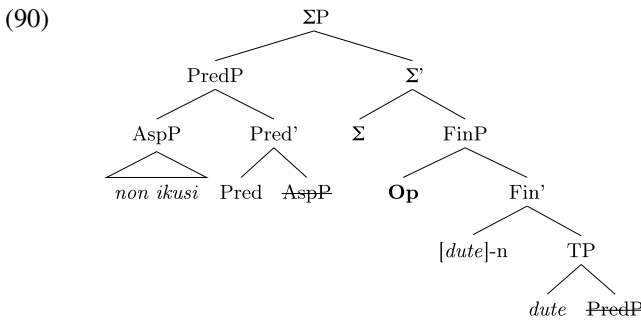 (90)
ΣP
PredP Σ'
AspP Pred' Σ FinP
non ikusi Pred AspP Op Fin'
[dute]-n TP
dute PredP